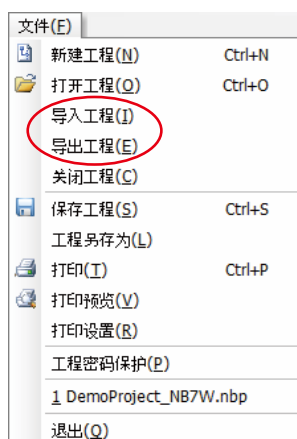 文件(F)
新建工程(N) Ctrl+N
打开工程(O) Ctrl+O
导入工程(I)
导出工程(E)
关闭工程(C)
保存工程(S) Ctrl+S
工程另存为(L)
打印(T) Ctrl+P
打印预览(V)
打印设置(R)
工程密码保护(P)
1 DemoProject_NB7W.nbp
退出(Q)